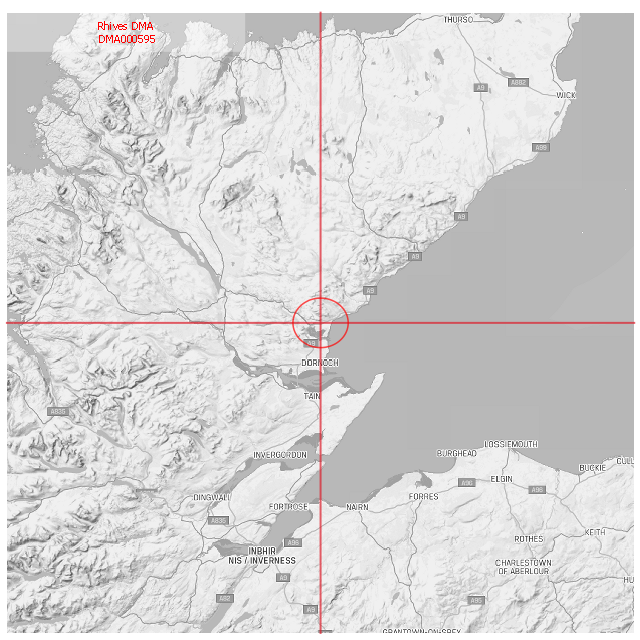 Rhives DMA
DMA000595
THURSO
A882
A9
WICK
A99
A9
A9
A9
DORNOCH
TAIN
A835
INVERGORDON
BURGHEAD
LOSSIEMOUTH
BUCKIE
CULL
DINGWALL
A96
ELGIN
A98
FORTROSE
NAIRN
FORRES
A835
KEITH
ROTHES
A96
INBHIR
NIS / INVERNESS
CHARLESTOWN
OF ABERLOUR
A9
HU
A82
A9
A95
GRANTOWN-ON-SPEY